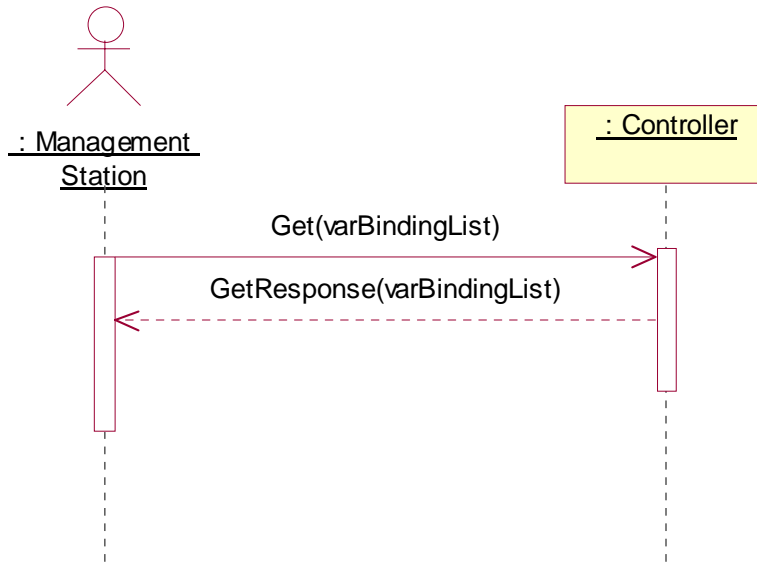 : Management
Station
: Controller
Get(varBindingList)
GetResponse(varBindingList)